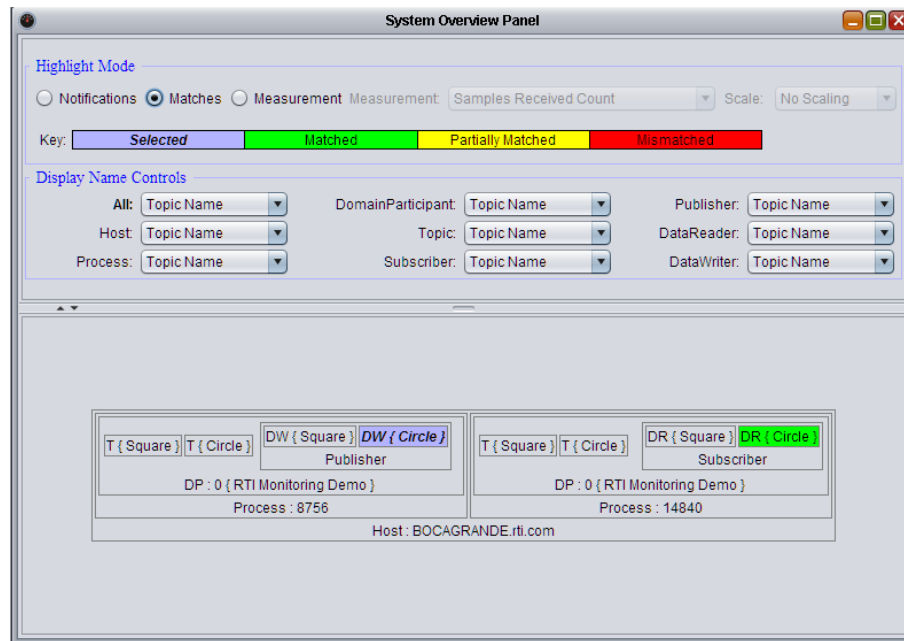 System Overview Panel
Highlight Mode
Notifications Matches Measurement Measurement: Samples Received Count Scale: No Scaling
Key: Selected Matched Partially Matched Mismatched
Display Name Controls
All: Topic Name DomainParticipant: Topic Name Publisher: Topic Name
Host: Topic Name Topic: Topic Name DataReader: Topic Name
Process: Topic Name Subscriber: Topic Name DataWriter: Topic Name
T { Square } T { Circle } DW { Square } DW { Circle } T { Square } T { Circle } DR { Square } DR { Circle }
Publisher Subscriber
DP : 0 { RTI Monitoring Demo } DP : 0 { RTI Monitoring Demo }
Process : 8756 Process : 14840
Host : BOCAGRANDE.rti.com